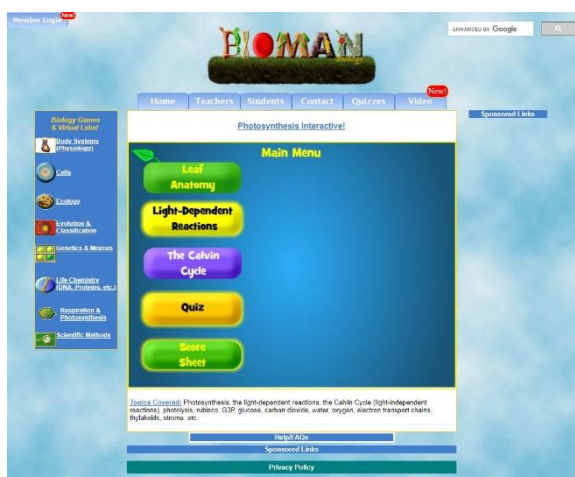 Member Login New!
BIOMAN
Biology
ENHANCED BY Google
Home Teachers Students Contact Quizzes Video New!
Biology Games
& Virtual Labs!
Body Systems
(Physiology)
Cells
Ecology
Evolution &
Classification
Genetics & Meiosis
Life Chemistry
(DNA, Proteins, etc.)
Respiration &
Photosynthesis
Scientific Methods
Photosynthesis Interactive!
Main Menu
Leaf
Anatomy
Light-Dependent
Reactions
The Calvin
Cycle
Quiz
Score
Sheet
Sponsored Links
Topics Covered: Photosynthesis, the light-dependent reactions, the Calvin Cycle (light-independent
reactions), photolysis, rubisco, G3P, glucose, carbon dioxide, water, oxygen, electron transport chains,
thylakoids, stroma, etc.
Help/FAQs
Sponsored Links
Privacy Policy